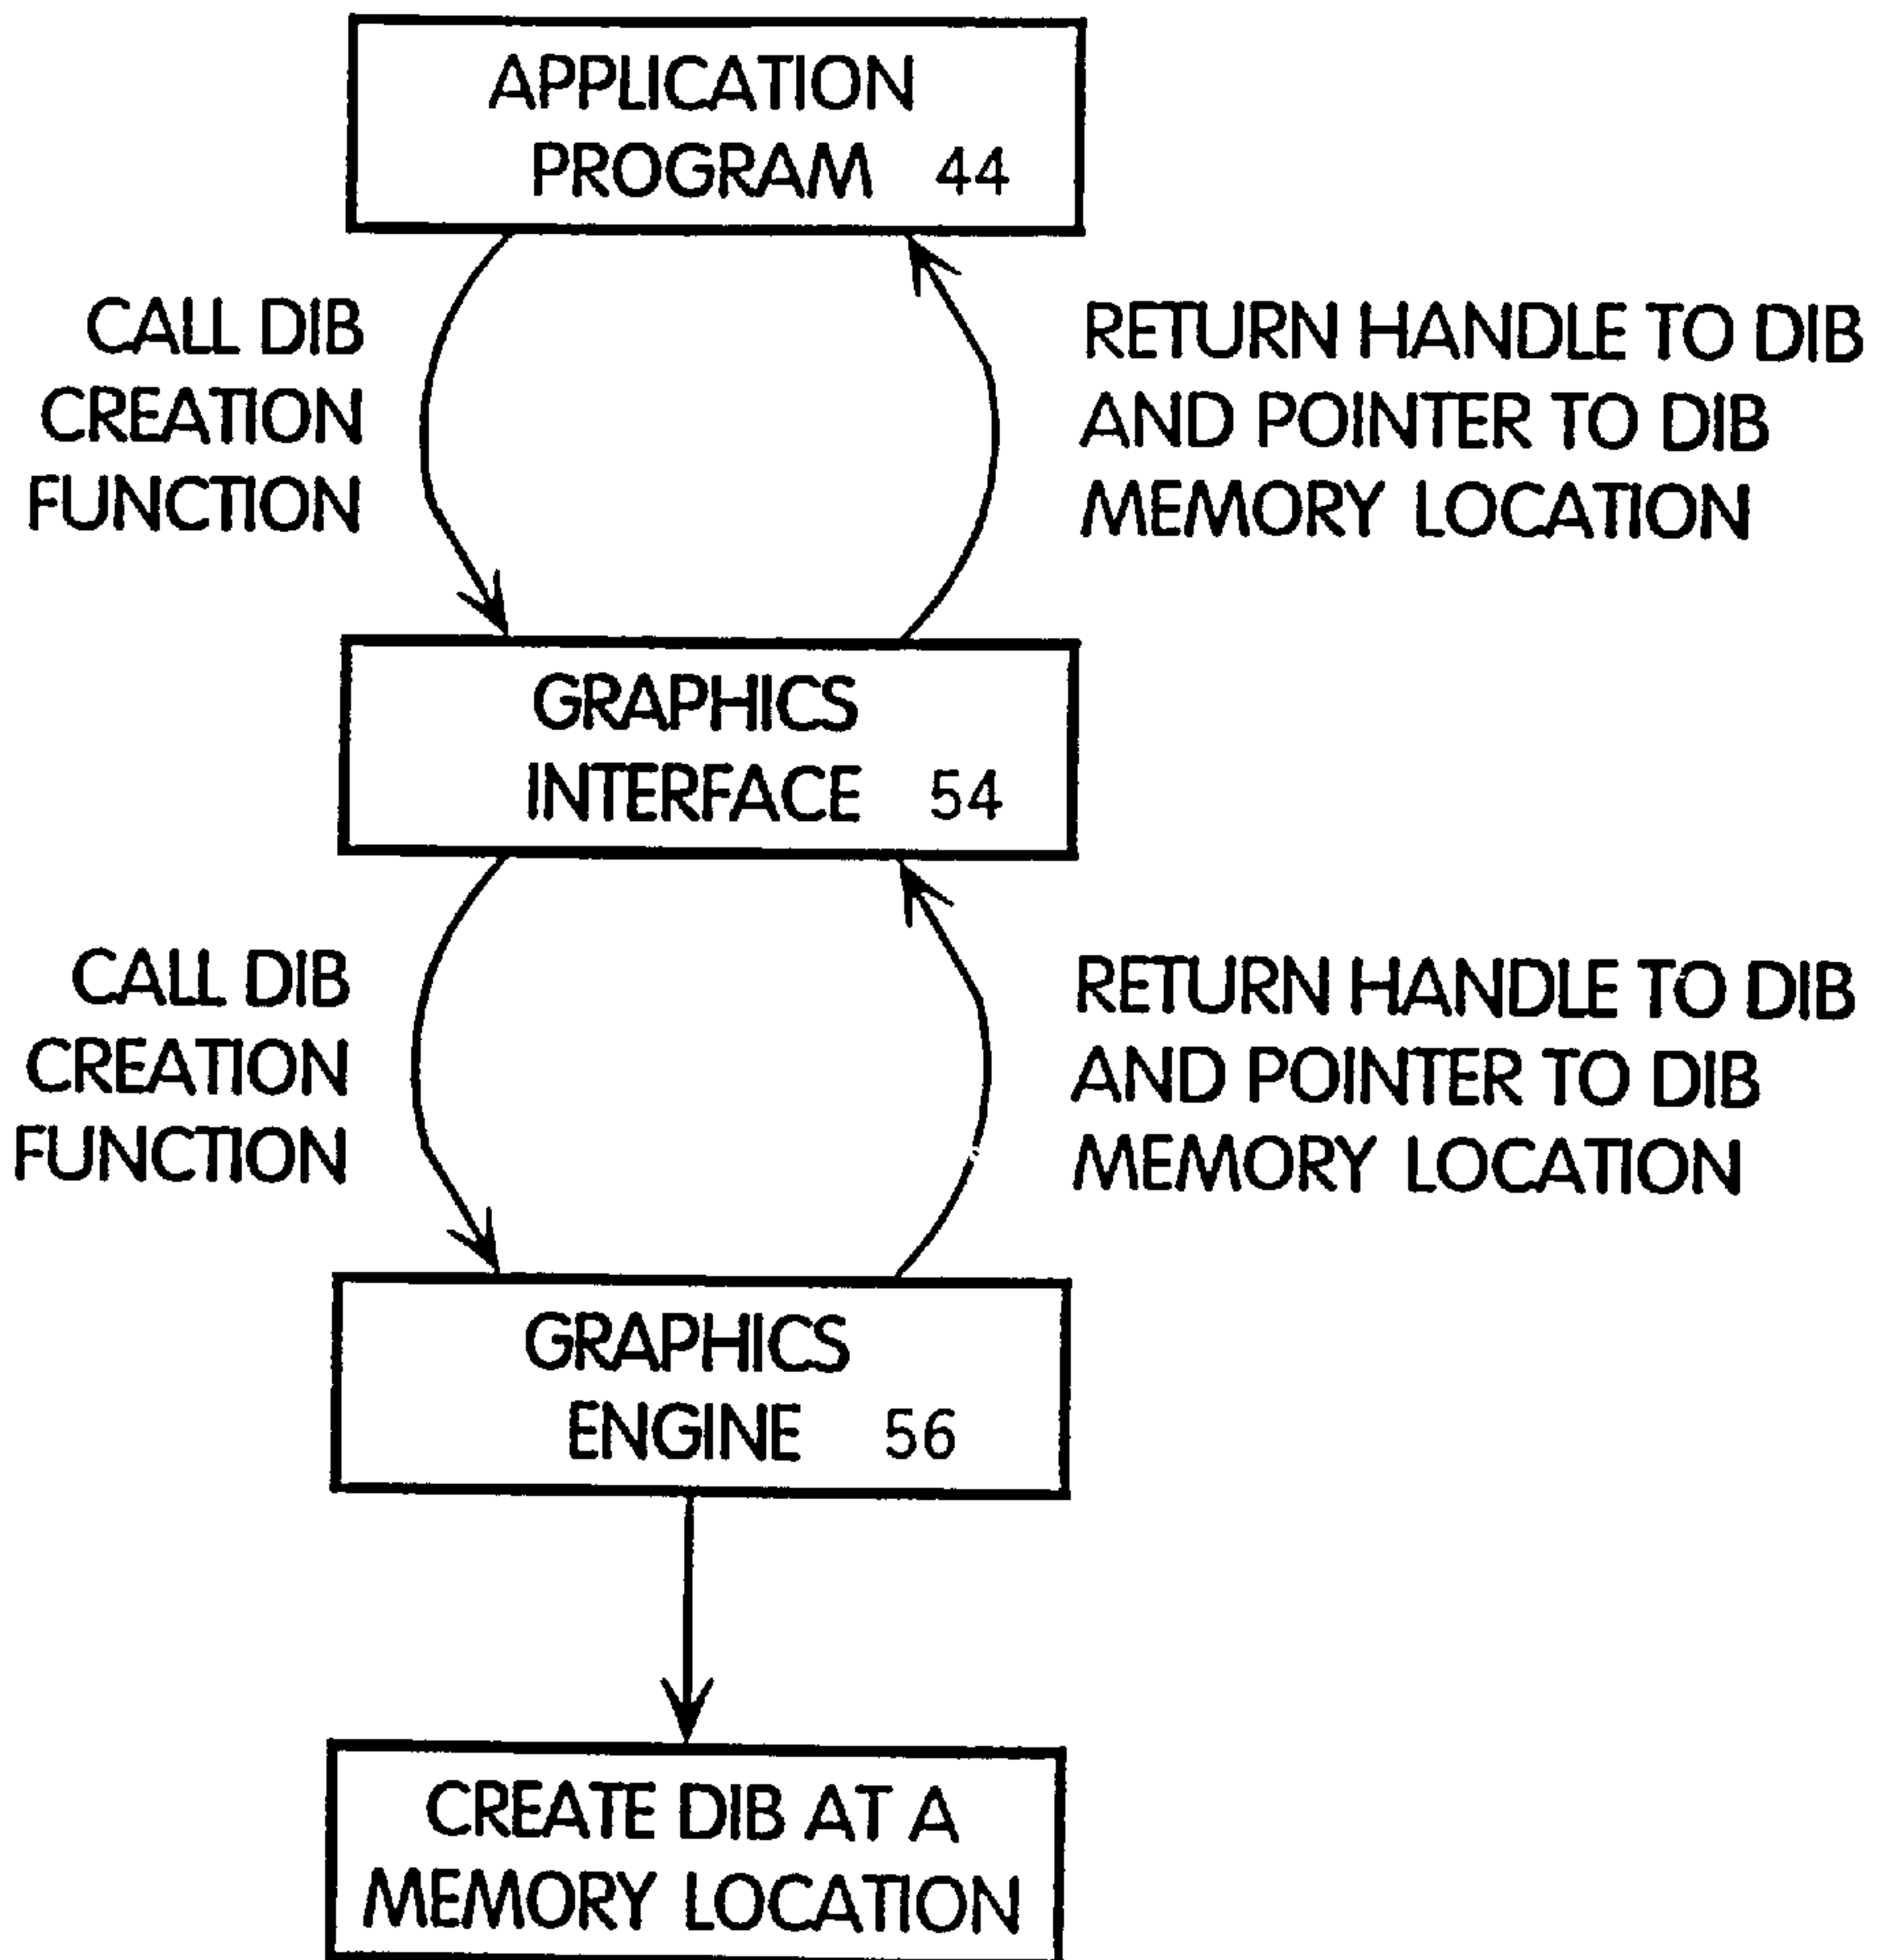 APPLICATION
PROGRAM 44
CALL DIB
CREATION
FUNCTION
RETURN HANDLE TO DIB
AND POINTER TO DIB
MEMORY LOCATION
GRAPHICS
INTERFACE 54
CALL DIB
CREATION
FUNCTION
RETURN HANDLE TO DIB
AND POINTER TO DIB
MEMORY LOCATION
GRAPHICS
ENGINE 56
CREATE DIB AT A
MEMORY LOCATION